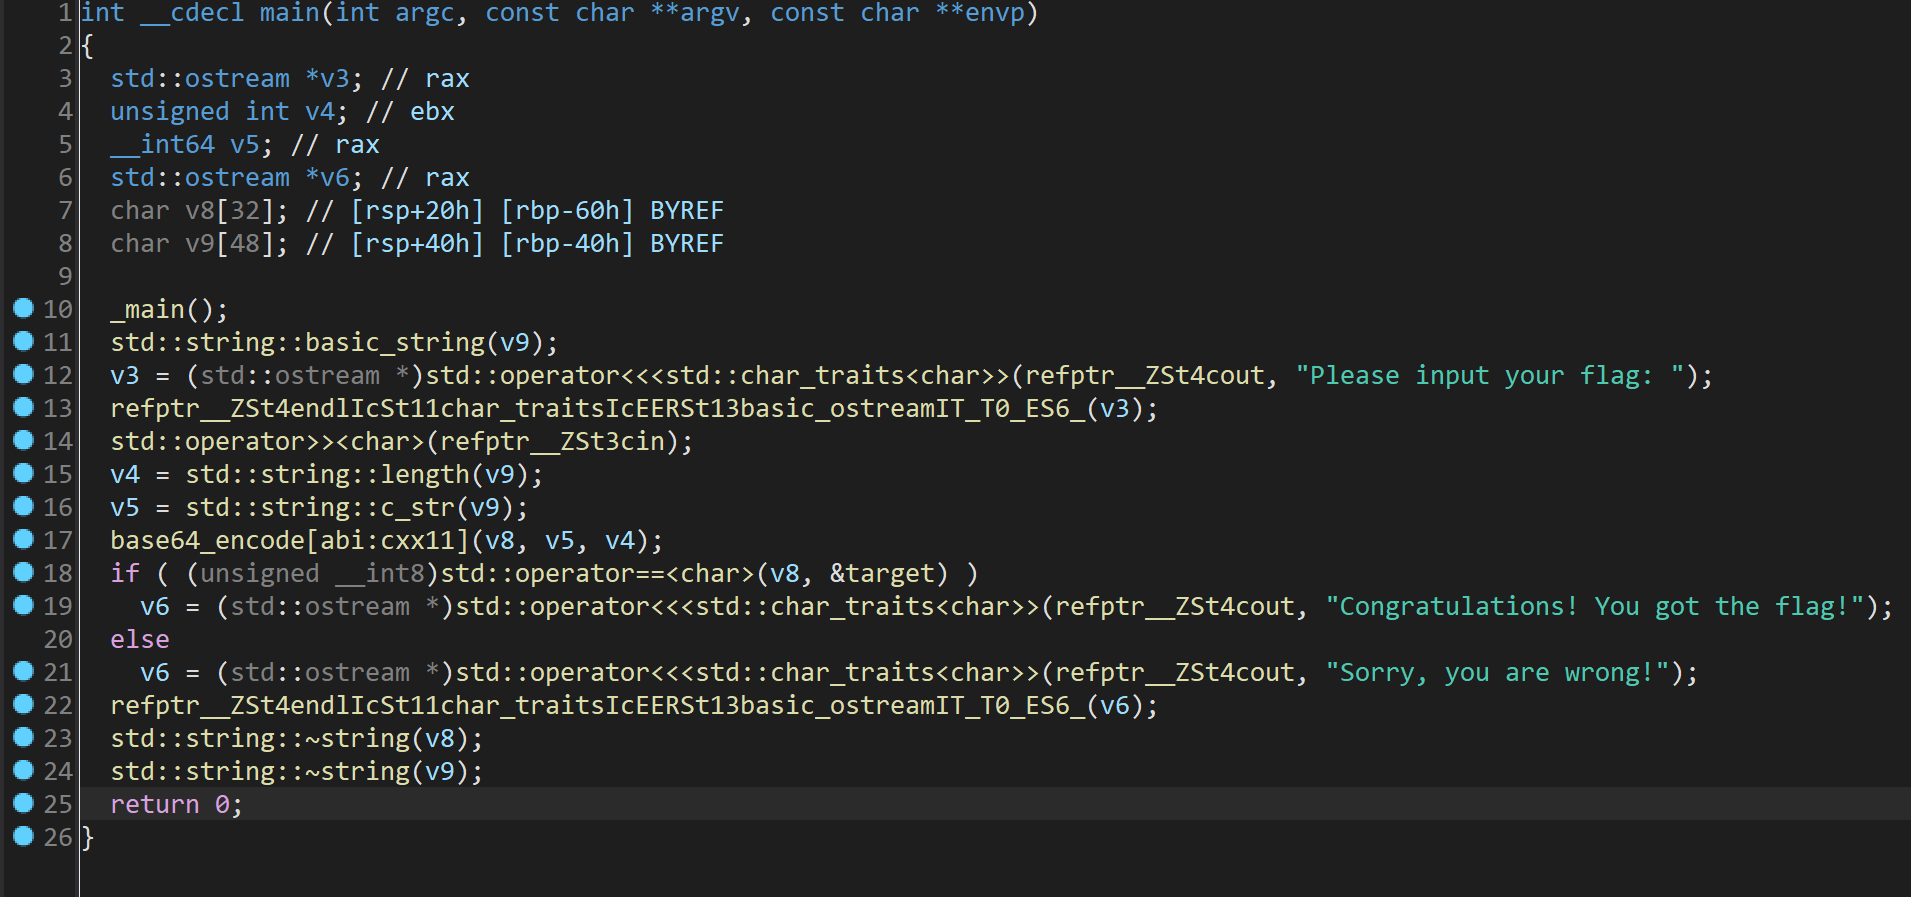 1 int __cdecl main(int argc, const char **argv, const char **envp)
2 {
3   std::ostream *v3; // rax
4   unsigned int v4; // ebx
5   __int64 v5; // rax
6   std::ostream *v6; // rax
7   char v8[32]; // [rsp+20h] [rbp-60h] BYREF
8   char v9[48]; // [rsp+40h] [rbp-40h] BYREF
9
10   _main();
11   std::string::basic_string(v9);
12   v3 = (std::ostream *)std::operator<<<std::char_traits<char>>(refptr__ZSt4cout, "Please input your flag: ");
13   refptr__ZSt4endlIcSt11char_traitsIcEERSt13basic_ostreamIT_T0_ES6_(v3);
14   std::operator>><char>(refptr__ZSt3cin);
15   v4 = std::string::length(v9);
16   v5 = std::string::c_str(v9);
17   base64_encode[abi:cxx11](v8, v5, v4);
18   if ( (unsigned __int8)std::operator==<char>(v8, &target) )
19     v6 = (std::ostream *)std::operator<<<std::char_traits<char>>(refptr__ZSt4cout, "Congratulations! You got the flag!");
20   else
21     v6 = (std::ostream *)std::operator<<<std::char_traits<char>>(refptr__ZSt4cout, "Sorry, you are wrong!");
22   refptr__ZSt4endlIcSt11char_traitsIcEERSt13basic_ostreamIT_T0_ES6_(v6);
23   std::string::~string(v8);
24   std::string::~string(v9);
25   return 0;
26 }